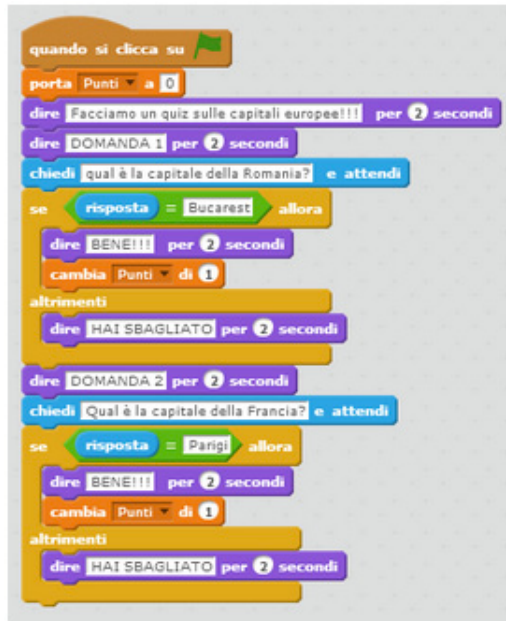 quando si clicca su
porta Punti a 0
dire Facciamo un quiz sulle capitali europee!!! per 2 secondi
dire DOMANDA 1 per 2 secondi
chiedi qual è la capitale della Romania? e attendi
se risposta = Bucarest allora
dire BENE!!! per 2 secondi
cambia Punti di 1
altrimenti
dire HAI SBAGLIATO per 2 secondi
dire DOMANDA 2 per 2 secondi
chiedi Qual è la capitale della Francia? e attendi
se risposta = Parigi allora
dire BENE!!! per 2 secondi
cambia Punti di 1
altrimenti
dire HAI SBAGLIATO per 2 secondi